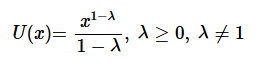 U(x)= x^{1−λ} / 1 − λ, λ ≥ 0, λ ≠ 1